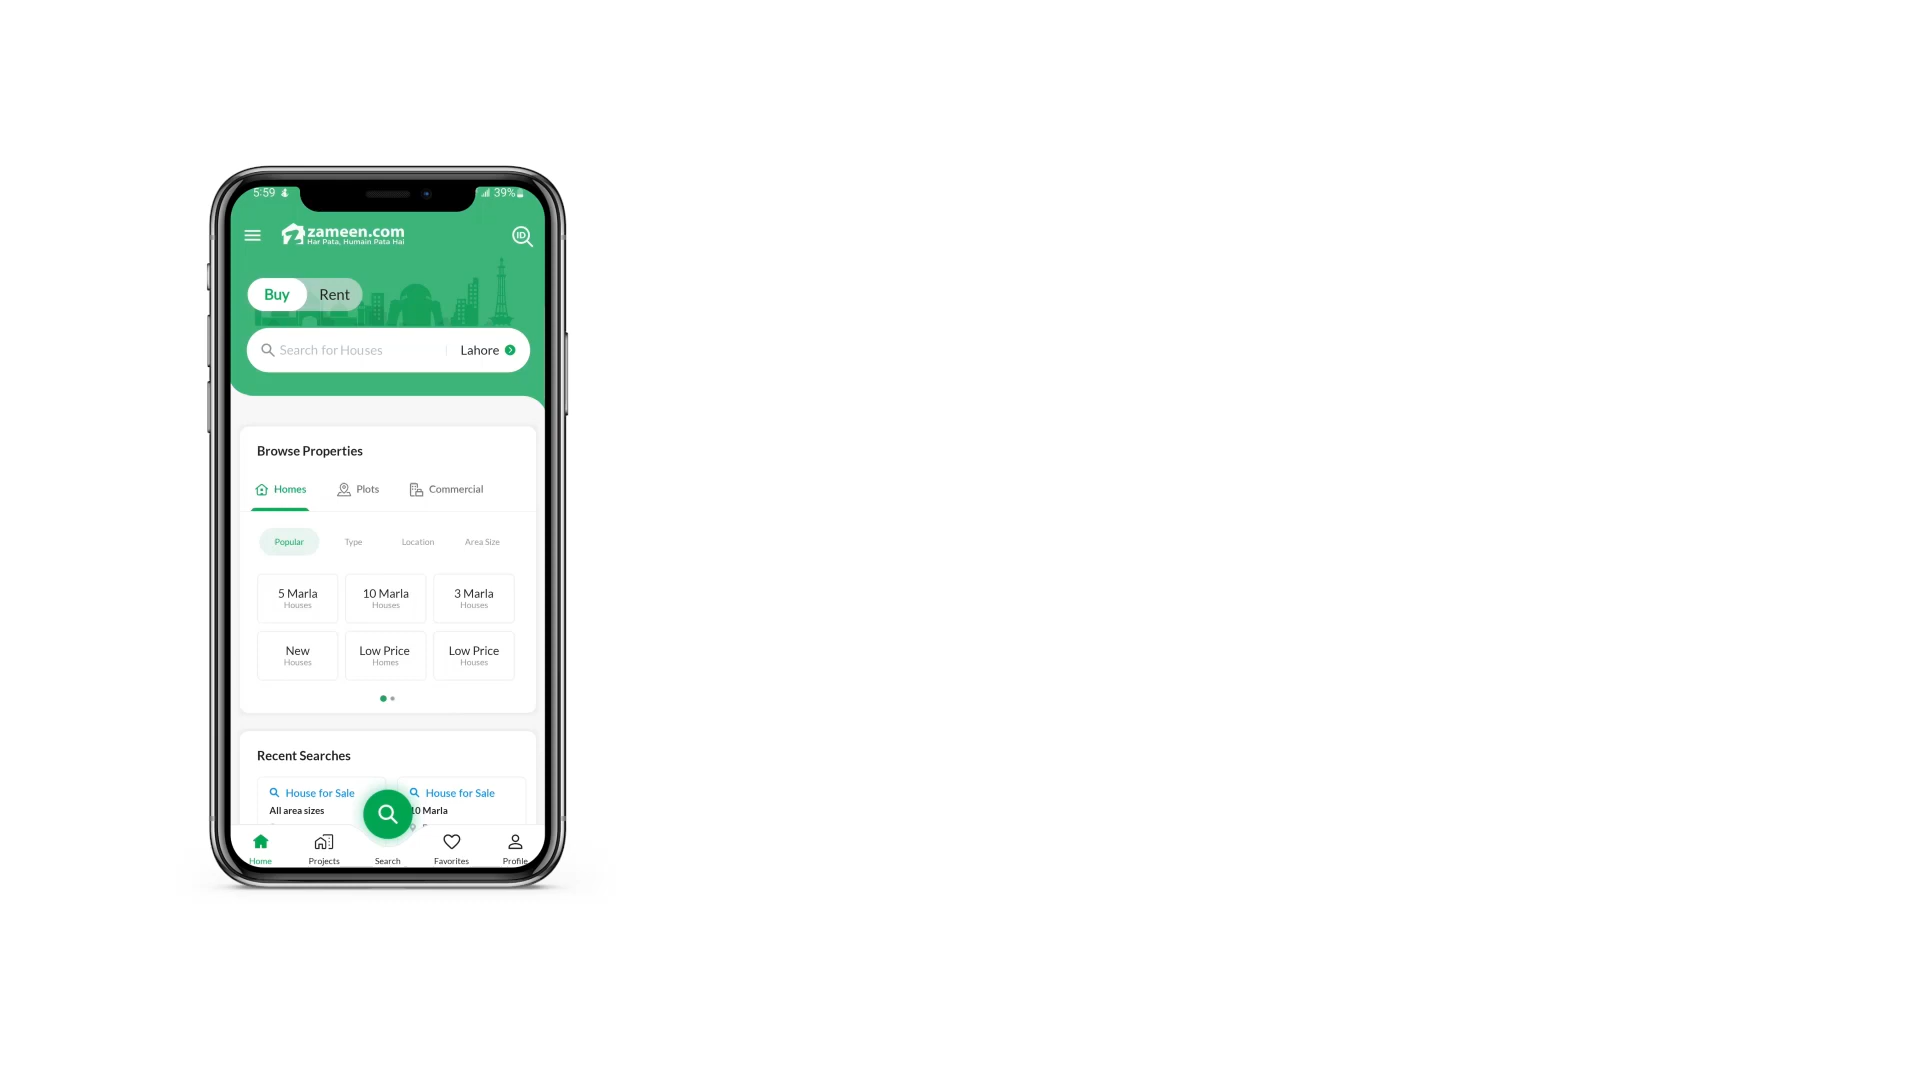 5:59
39%
zameen.com
Har Pata, Humain Pata Hai
ID
Buy Rent
Search for Houses Lahore
Browse Properties
Homes Plots Commercial
Popular Type Location Area Size
5 Marla 10 Marla 3 Marla
Houses Houses Houses
New Low Price Low Price
Houses Homes Houses
Recent Searches
House for Sale House for Sale
All area sizes 10 Marla
Home Projects Search Favorites Profile